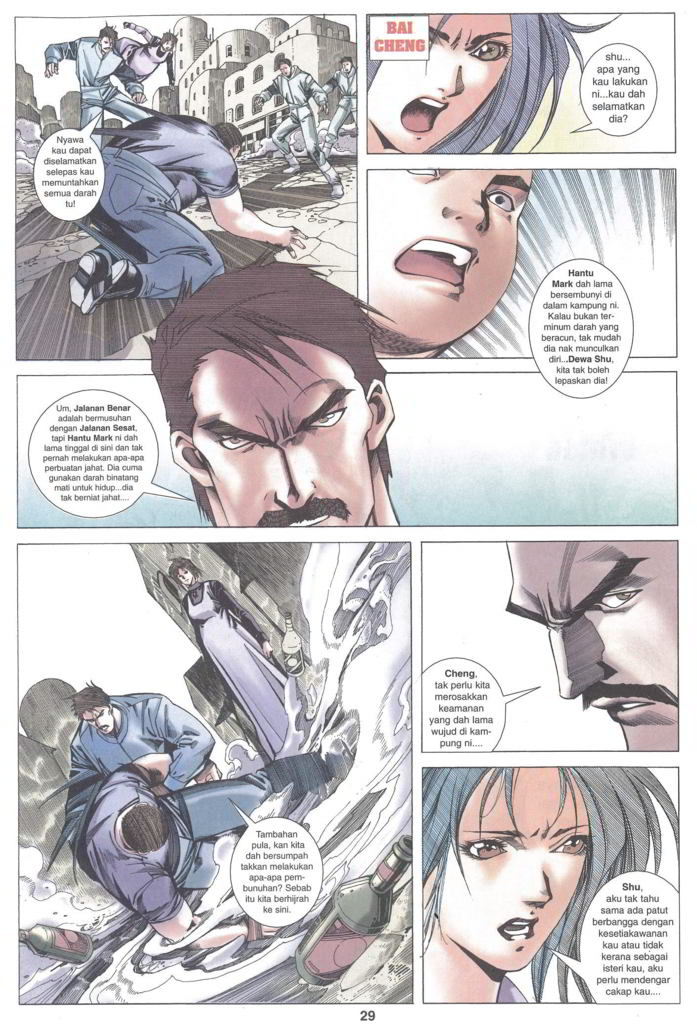 Nyawa
kau dapat
diselamatkan
selepas kau
memuntahkan
semua darah
tu!
BAI
CHENG
shu...
apa yang
kau lakukan
ni...kau dah
selamatkan
dia?
Hantu
Mark dah lama
bersembunyi di
dalam kampung ni.
Kalau bukan ter-
minum darah yang
beracun, tak mudah
dia nak munculkan
diri...Dewa Shu,
kita tak boleh
lepaskan dia!
Um, Jalanan Benar
adalah bermusuhan
dengan Jalanan Sesat,
tapi Hantu Mark ni dah
lama tinggal di sini dan tak
pernah melakukan apa-apa
perbuatan jahat. Dia cuma
gunakan darah binatang
mati untuk hidup...dia
tak berniat jahat....
Cheng,
tak perlu kita
merosakkan
keamanan
yang dah lama
wujud di kam-
pung ni....
Tambahan
pula, kan kita
dah bersumpah
takkan melakukan
apa-apa pem-
bunuhan? Sebab
itu kita berhijrah
ke sini.
Shu,
aku tak tahu
sama ada patut
berbangga dengan
kesetiakawanan
kau atau tidak
kerana sebagai
isteri kau, aku
perlu mendengar
cakap kau....
29